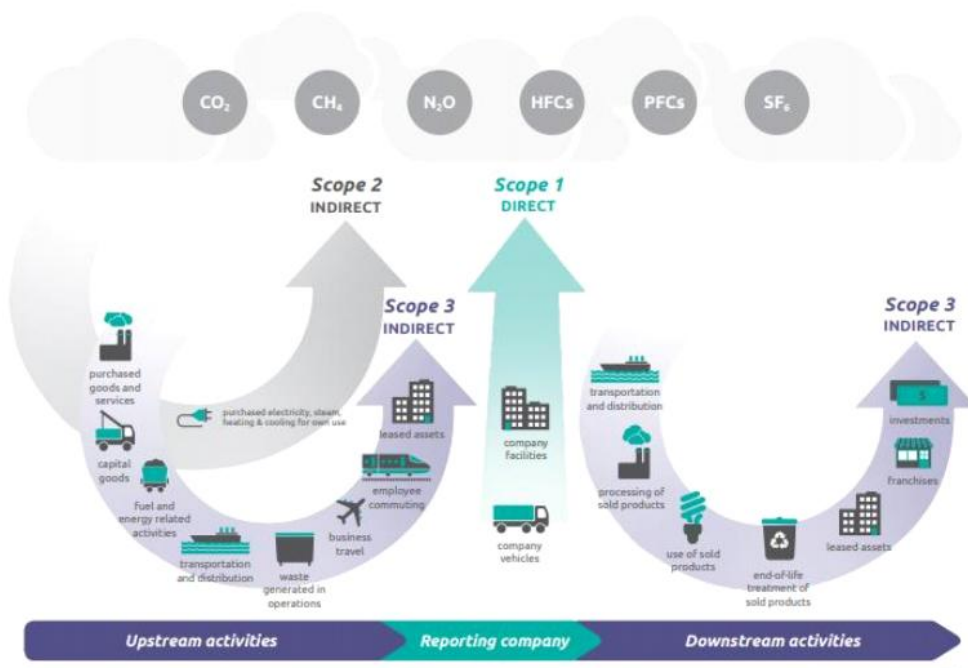 CO₂
CH₄
N₂O
HFCs
PFCs
SF₆
Scope 2
INDIRECT
Scope 1
DIRECT
Scope 3
INDIRECT
Scope 3
INDIRECT
purchased
goods and
services
capital
goods
fuel and
energy related
activities
transportation
and distribution
waste
generated in
operations
business
travel
employee
commuting
leased assets
purchased electricity, steam,
heating & cooling for own use
company
facilities
company
vehicles
transportation
and distribution
processing of
sold products
use of sold
products
end-of-life
treatment of
sold products
leased assets
franchises
$
investments
Upstream activities
Reporting company
Downstream activities